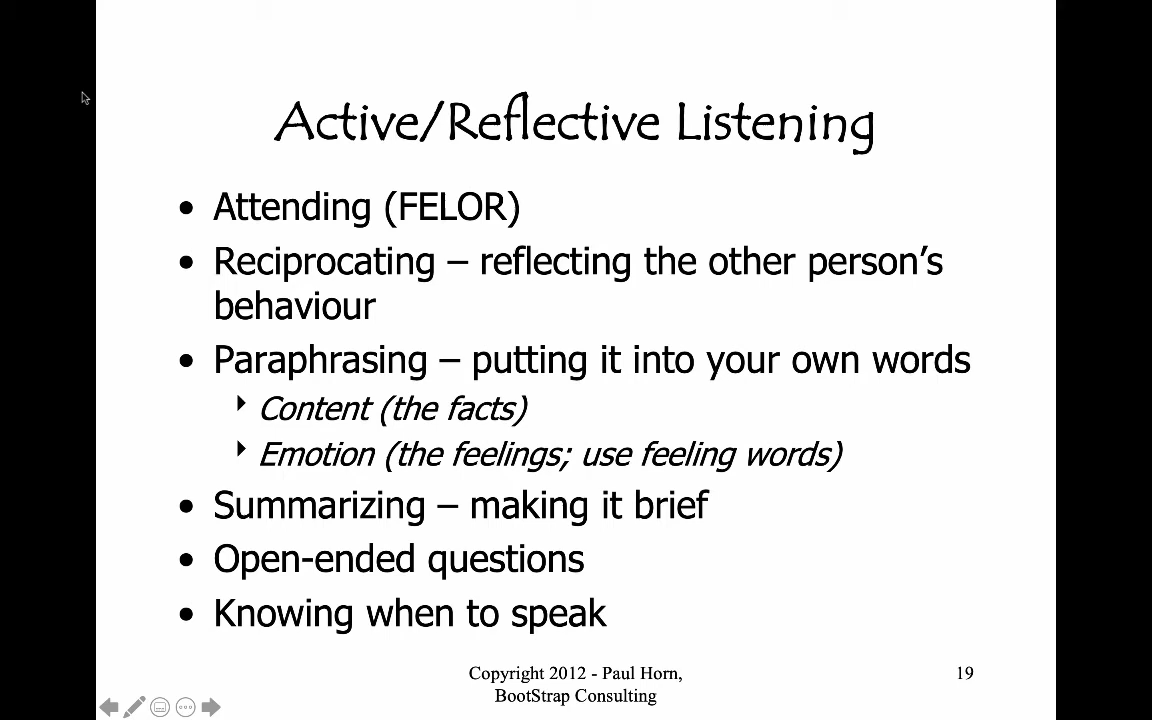 Active/Reflective Listening
• Attending (FELOR)
• Reciprocating – reflecting the other person’s
behaviour
• Paraphrasing – putting it into your own words
Content (the facts)
Emotion (the feelings; use feeling words)
• Summarizing – making it brief
• Open-ended questions
• Knowing when to speak
Copyright 2012 - Paul Horn,
BootStrap Consulting
19